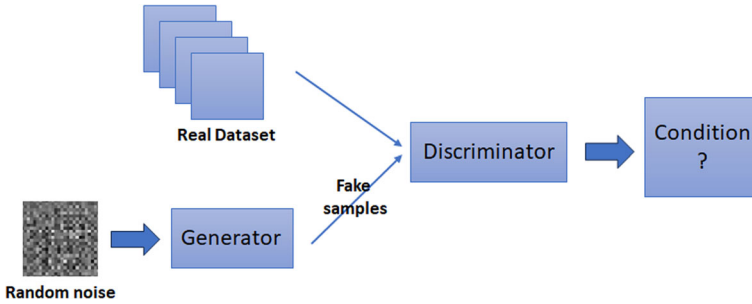 Real Dataset
Discriminator
Condition
?
Fake
samples
Generator
Random noise